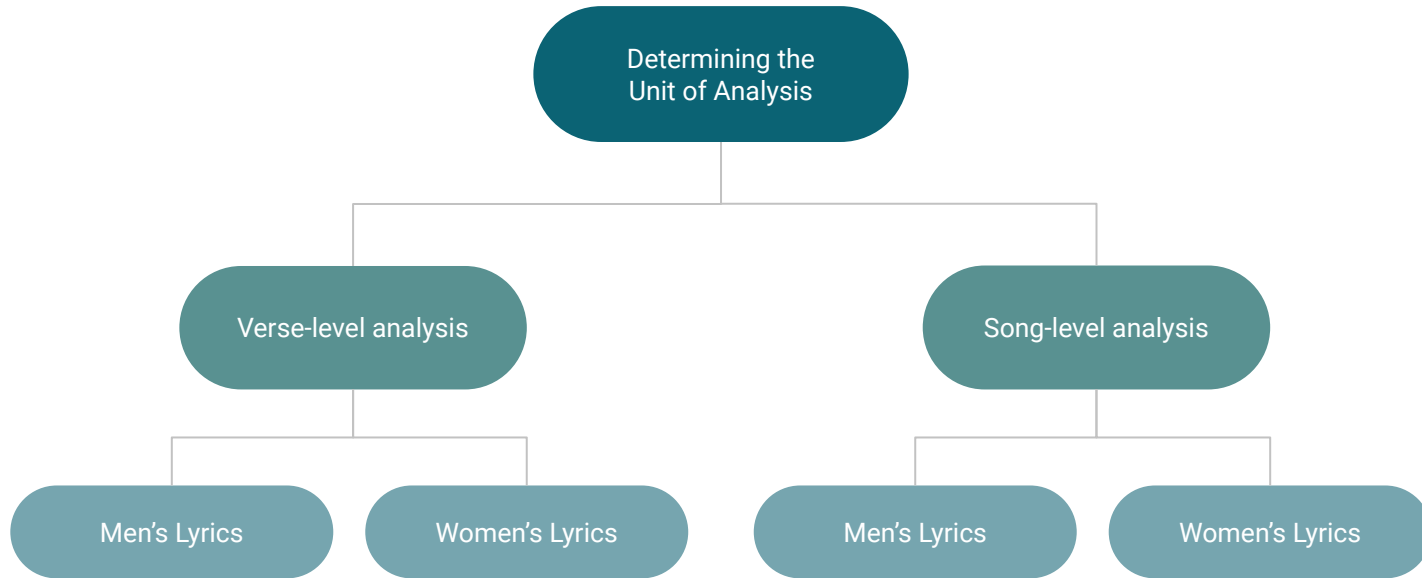 Determining the
Unit of Analysis
Verse-level analysis
Song-level analysis
Men’s Lyrics
Women’s Lyrics
Men’s Lyrics
Women’s Lyrics